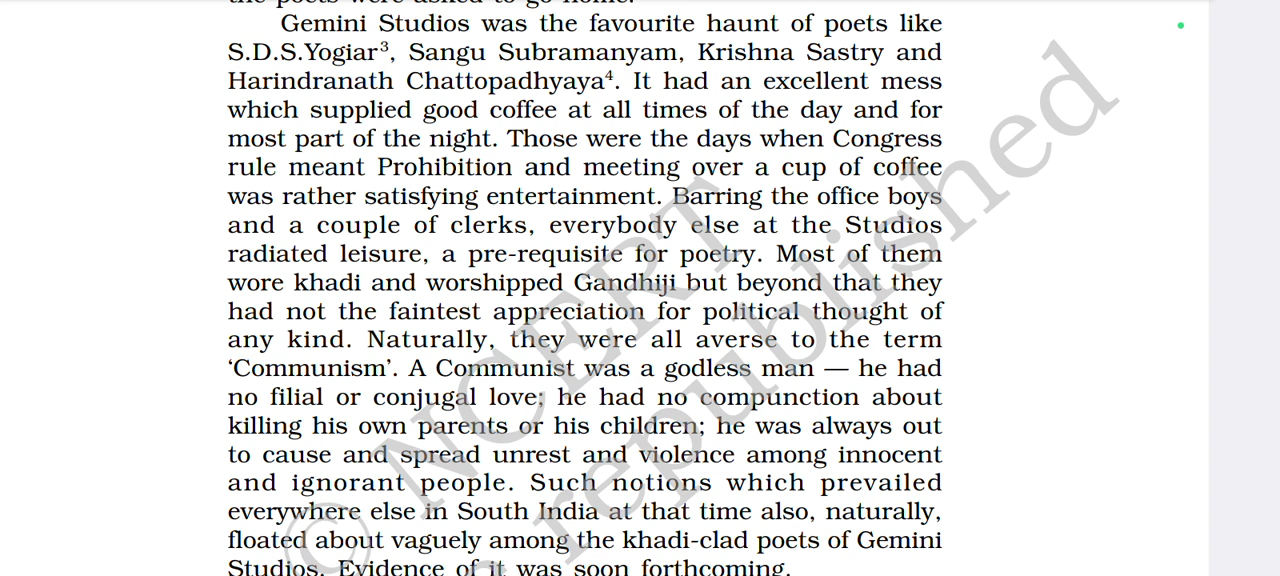 the poets were asked to go home.
Gemini Studios was the favourite haunt of poets like
S.D.S.Yogiar³, Sangu Subramanyam, Krishna Sastry and
Harindranath Chattopadhyaya⁴. It had an excellent mess
which supplied good coffee at all times of the day and for
most part of the night. Those were the days when Congress
rule meant Prohibition and meeting over a cup of coffee
was rather satisfying entertainment. Barring the office boys
and a couple of clerks, everybody else at the Studios
radiated leisure, a pre-requisite for poetry. Most of them
wore khadi and worshipped Gandhiji but beyond that they
had not the faintest appreciation for political thought of
any kind. Naturally, they were all averse to the term
‘Communism’. A Communist was a godless man — he had
no filial or conjugal love; he had no compunction about
killing his own parents or his children; he was always out
to cause and spread unrest and violence among innocent
and ignorant people. Such notions which prevailed
everywhere else in South India at that time also, naturally,
floated about vaguely among the khadi-clad poets of Gemini
Studios. Evidence of it was soon forthcoming.
© NCERT
republished